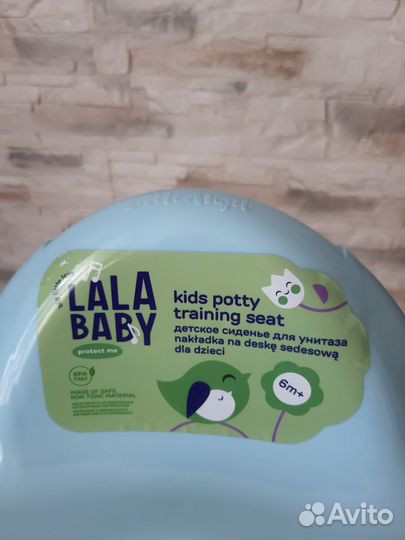 LALA
BABY
protect me
kids potty
training seat
детское сиденье для унитаза
nakładka na deskę sedesową
dla dzieci
BPA
FREE
MADE OF SAFE
NON TOXIC MATERIAL
6m+
Avito